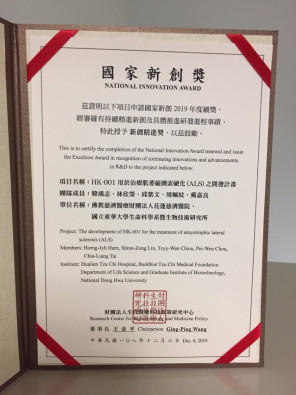 國家新創獎
NATIONAL INNOVATION AWARD
茲證明以下項目申請國家新創 2019 年度續獎,
經審確有持續精進新創及具體推進研發進程事蹟,
特此授予 新創精進獎,以茲鼓勵。
This is to certify the completion of the National Innovation Award renewal and issue
the Excelsior Award in recognition of continuing innovations and advancements
in R&D to the project indicated below.
項目名稱:HK-001 用於治療肌萎縮側索硬化 (ALS) 之開發計畫
團隊成員:韓鴻志、林欣榮、邱紫文、周佩妏、戴嘉良
單位名稱:佛教慈濟醫療財團法人花蓮慈濟醫院、
國立東華大學生命科學系暨生物技術研究所
Project: The development of HK-001 for the treatment of amyotrophic lateral
sclerosis (ALS)
Members: Horng-Jyh Harn, Shinn-Zong Lin, Tzyy-Wen Chiou, Pei-Wen Chou,
Chia-Liang Tai
Institute: Hualien Tzu Chi Hospital, Buddhist Tzu Chi Medical Foundation
Department of Life Science and Graduate Institute of Biotechnology,
National Dong Hwa University
財團法人生技醫療科技政策研究中心
Research Center for Biotechnology and Medicine Policy
董事長 王金平 Chairperson Ging-Ping Wang
中華民國一〇八年十二月六日 Dec. 6, 2019